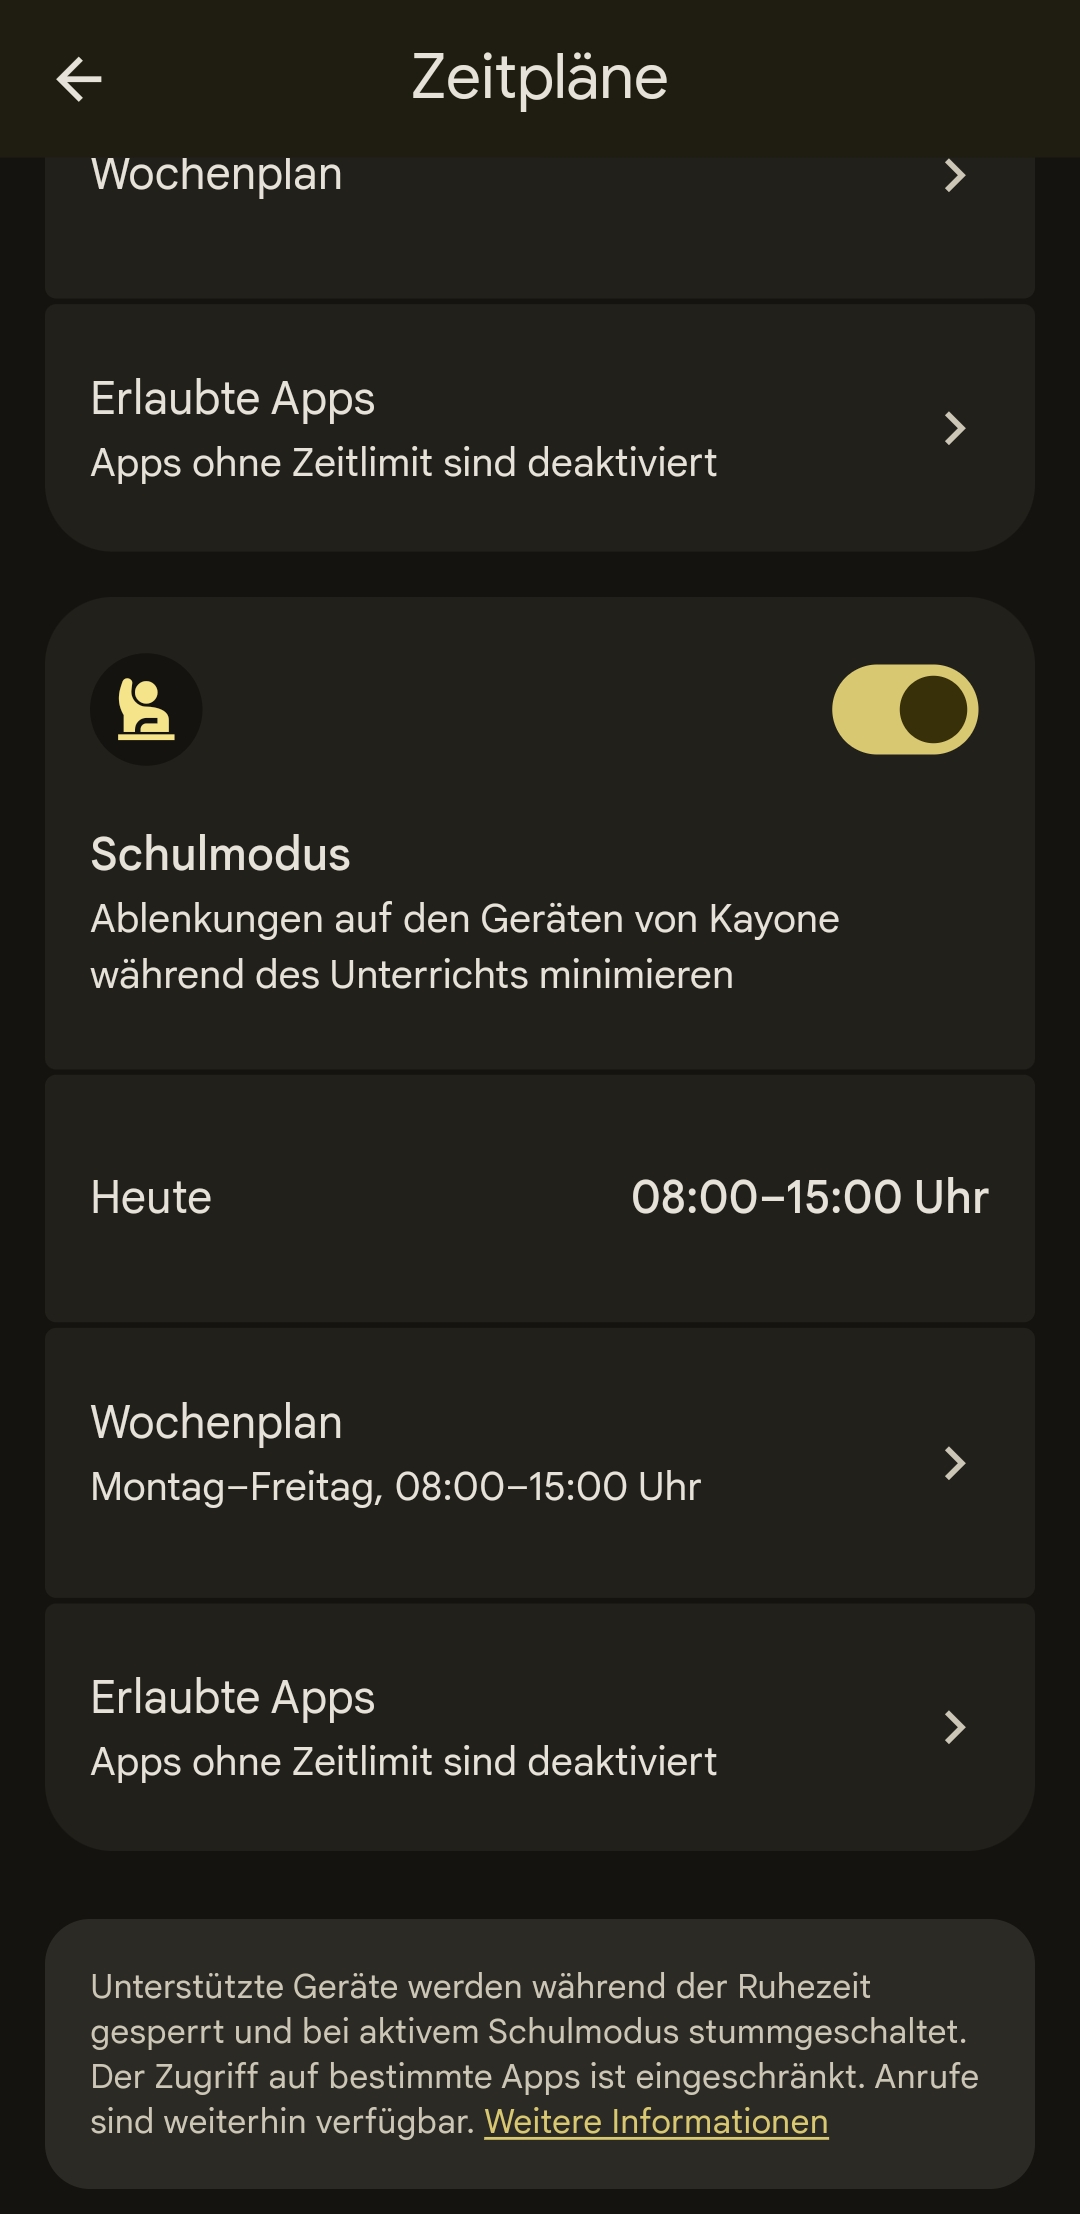 Zeitpläne
Wochenplan
Erlaubte Apps
Apps ohne Zeitlimit sind deaktiviert
Schulmodus
Ablenkungen auf den Geräten von Kayone
während des Unterrichts minimieren
Heute
08:00–15:00 Uhr
Wochenplan
Montag–Freitag, 08:00–15:00 Uhr
Erlaubte Apps
Apps ohne Zeitlimit sind deaktiviert
Unterstützte Geräte werden während der Ruhezeit
gesperrt und bei aktivem Schulmodus stummgeschaltet.
Der Zugriff auf bestimmte Apps ist eingeschränkt. Anrufe
sind weiterhin verfügbar. Weitere Informationen